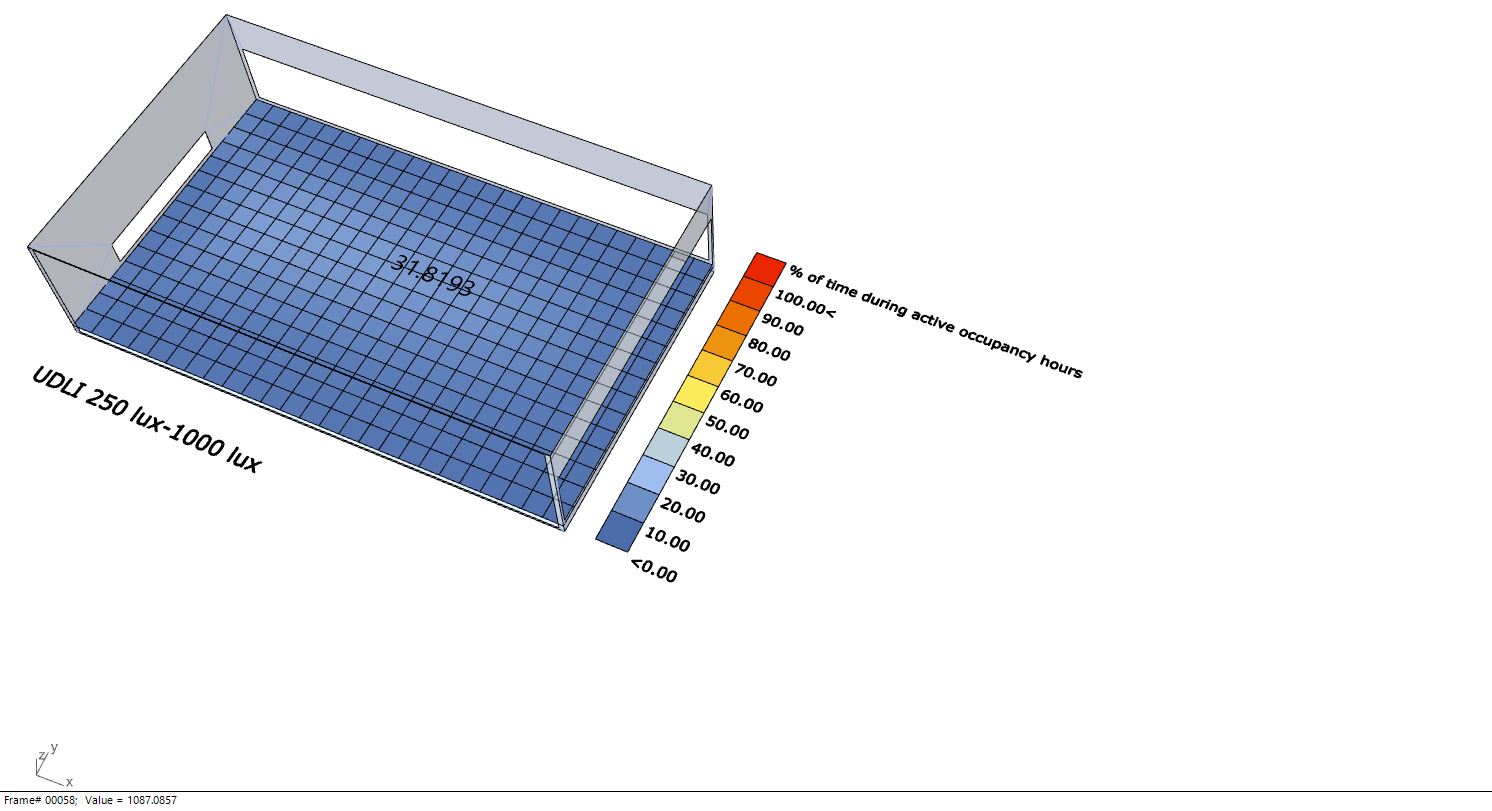 31.8193
% of time during active occupancy hours
100.00<
90.00
80.00
70.00
60.00
50.00
40.00
30.00
20.00
10.00
<0.00
UDLI 250 lux-1000 lux
y
z
x
Frame# 00058; Value = 1087.0857